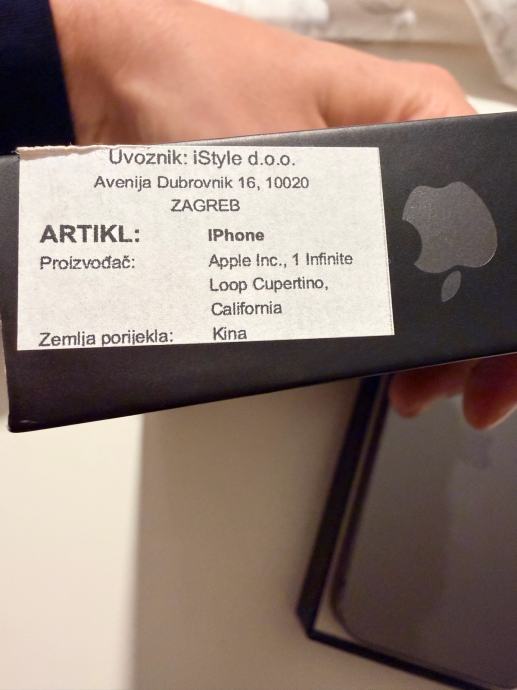 Uvoznik: iStyle d.o.o.
Avenija Dubrovnik 16, 10020
ZAGREB
ARTIKL: IPhone
Proizvođač: Apple Inc., 1 Infinite
Loop Cupertino,
California
Zemlja porijekla: Kina